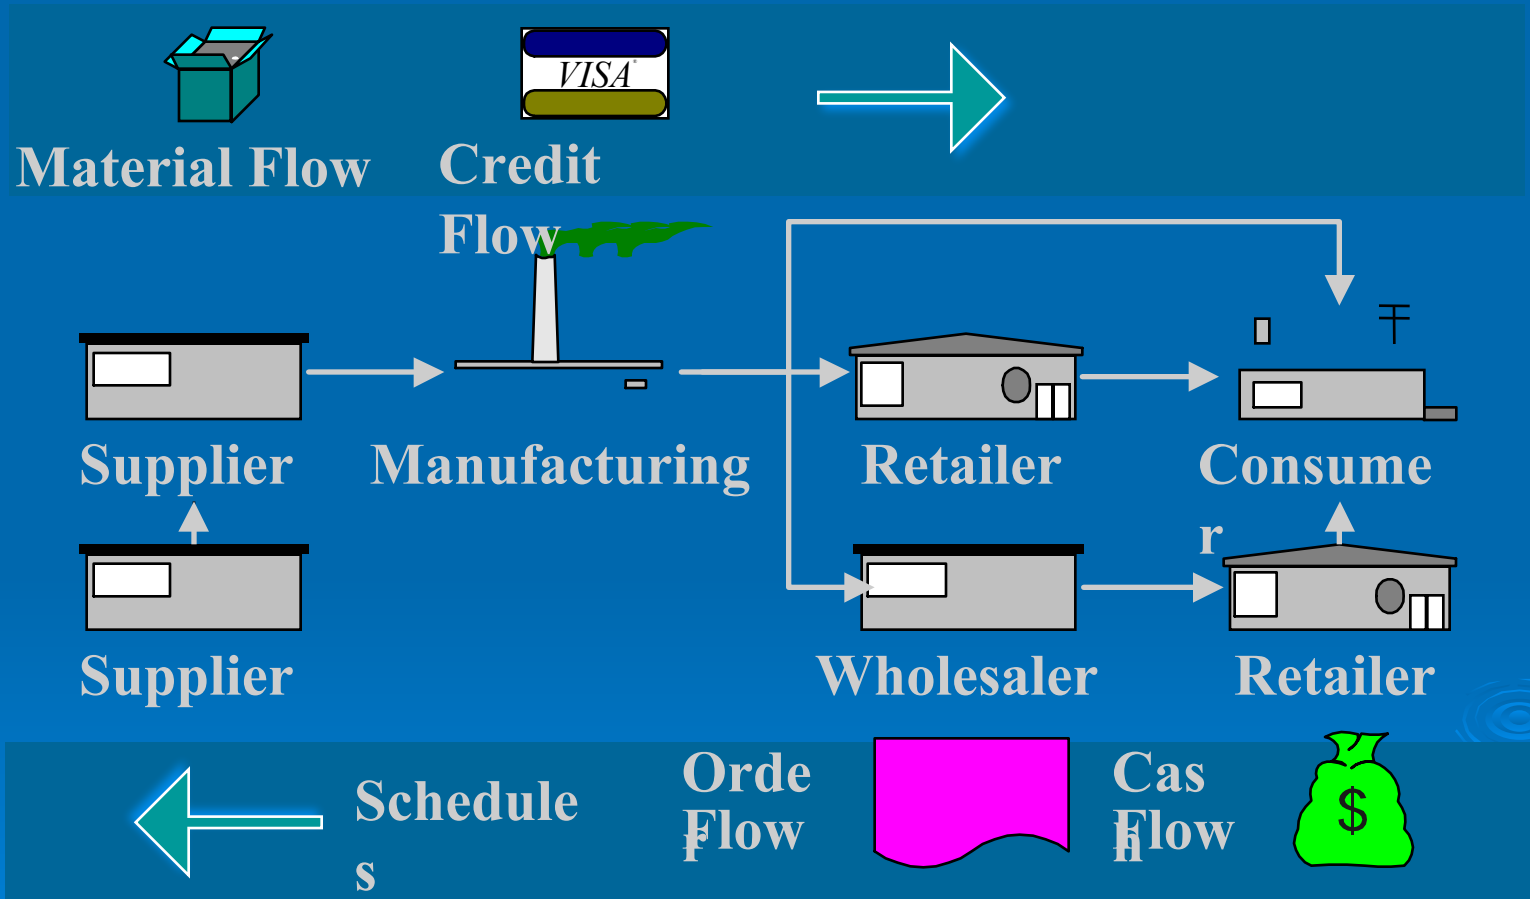 VISA
Material Flow
Credit
Flow
Supplier
Manufacturing
Retailer
Consume
r
Supplier
Wholesaler
Retailer
Schedule
s
Orde
r
Flow
Cas
h
Flow
$